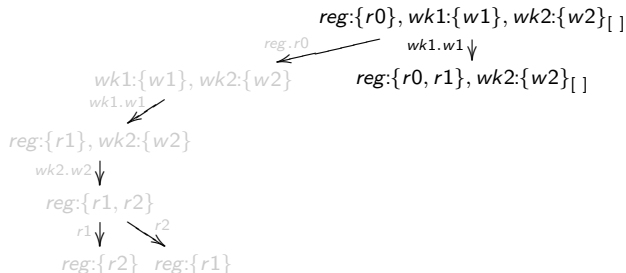 reg:{r0}, wk1:{w1}, wk2:{w2}[ ]
reg.r0 wk1.w1
wk1:{w1}, wk2:{w2} reg:{r0, r1}, wk2:{w2}[ ]
wk1.w1
reg:{r1}, wk2:{w2}
wk2.w2
reg:{r1, r2}
r1 r2
reg:{r2} reg:{r1}